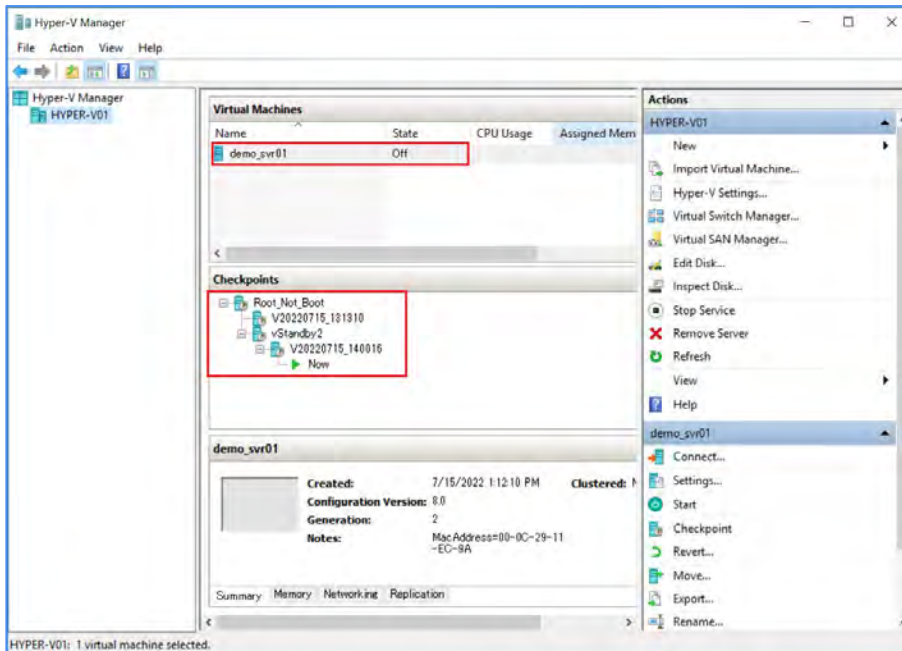 Hyper-V Manager
File Action View Help
Hyper-V Manager
HYPER-V01
Virtual Machines
Name State CPU Usage Assigned Mem
demo_svr01 Off
Checkpoints
Root_Not_Boot
V20220715_131310
vStandby2
V20220715_140016
Now
demo_svr01
Created: 7/15/2022 1:12:10 PM Clustered: N
Configuration Version: 8.0
Generation: 2
Notes: MacAddress=00-0C-29-11
-EC-9A
Summary Memory Networking Replication
Actions
HYPER-V01
New
Import Virtual Machine...
Hyper-V Settings...
Virtual Switch Manager...
Virtual SAN Manager...
Edit Disk...
Inspect Disk...
Stop Service
Remove Server
Refresh
View
Help
demo_svr01
Connect...
Settings...
Start
Checkpoint
Revert...
Move...
Export...
Rename...
HYPER-V01: 1 virtual machine selected.